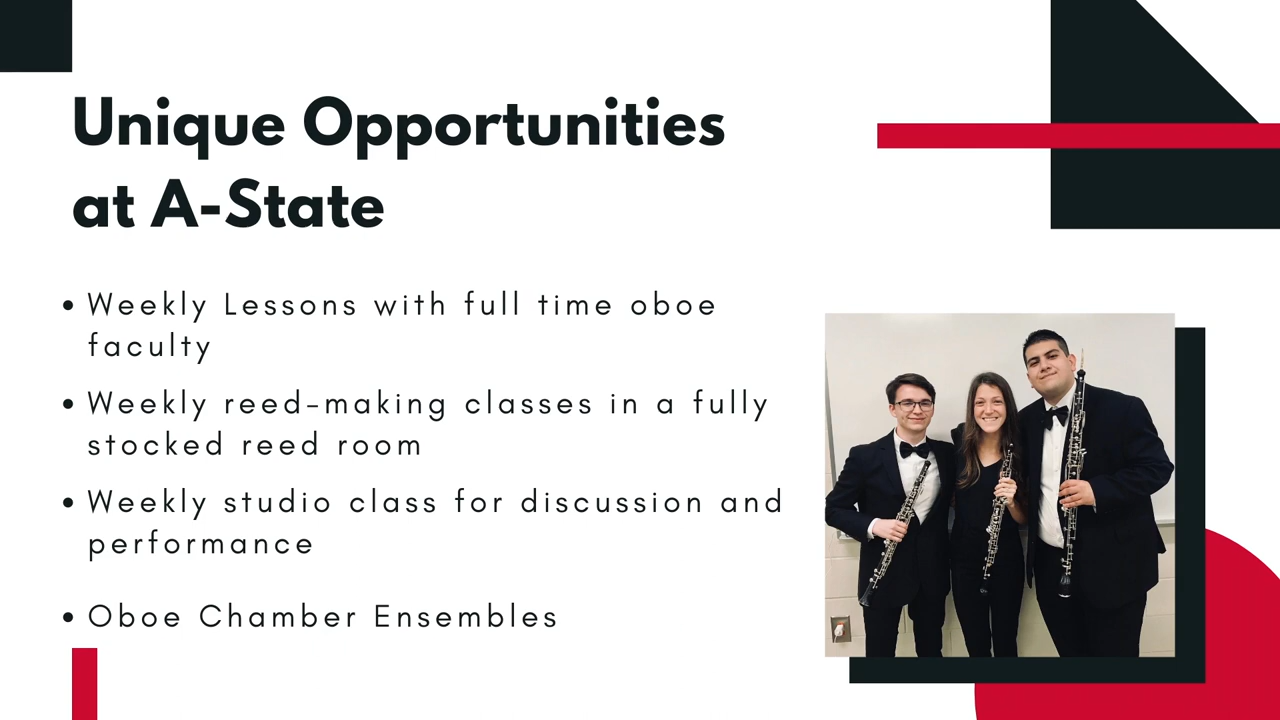 Unique Opportunities
at A-State
• Weekly Lessons with full time oboe
faculty
• Weekly reed-making classes in a fully
stocked reed room
• Weekly studio class for discussion and
performance
• Oboe Chamber Ensembles